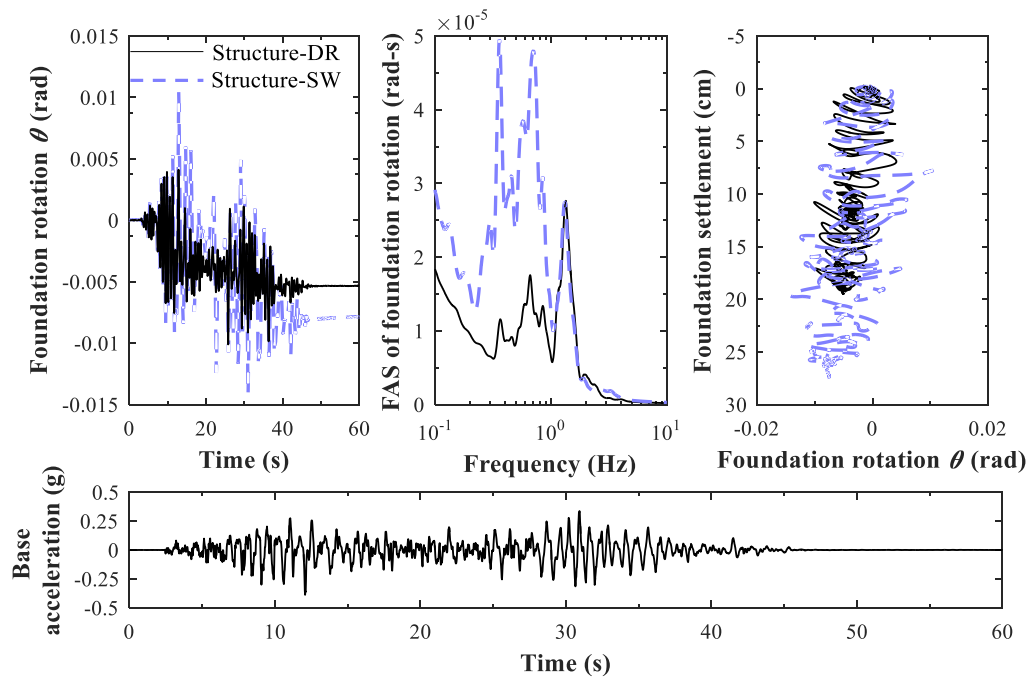 Foundation rotation θ (rad)
0.015
0.01
0.005
0
-0.005
-0.01
-0.015
Structure-DR
Structure-SW
0 20 40 60
Time (s)
FAS of foundation rotation (rad-s)
×10⁻⁵
5
4
3
2
1
0
10⁻¹ 10⁰ 10¹
Frequency (Hz)
Foundation settlement (cm)
-5
0
5
10
15
20
25
30
-0.02 0 0.02
Foundation rotation θ (rad)
Base
acceleration (g)
0.5
0.25
0
-0.25
-0.5
0 10 20 30 40 50 60
Time (s)